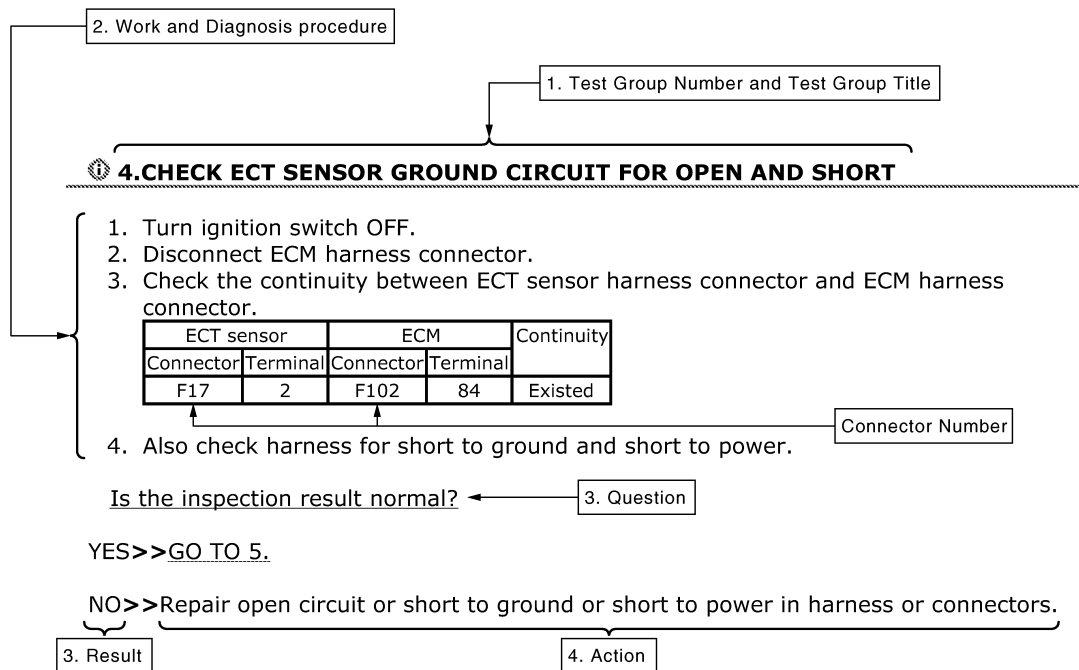 2. Work and Diagnosis procedure
1. Test Group Number and Test Group Title
4.CHECK ECT SENSOR GROUND CIRCUIT FOR OPEN AND SHORT
1. Turn ignition switch OFF.
2. Disconnect ECM harness connector.
3. Check the continuity between ECT sensor harness connector and ECM harness
connector.
ECT sensor ECM Continuity
Connector Terminal Connector Terminal
F17 2 F102 84 Existed
Connector Number
4. Also check harness for short to ground and short to power.
Is the inspection result normal? 3. Question
YES>>GO TO 5.
NO>>Repair open circuit or short to ground or short to power in harness or connectors.
3. Result 4. Action